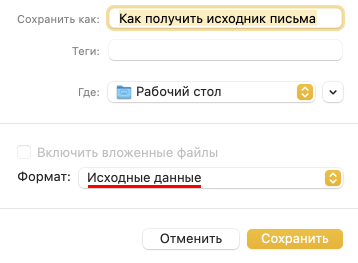 Сохранить как: Как получить исходник письма
Теги:
Где: Рабочий стол
Включить вложенные файлы
Формат: Исходные данные
Отменить Сохранить